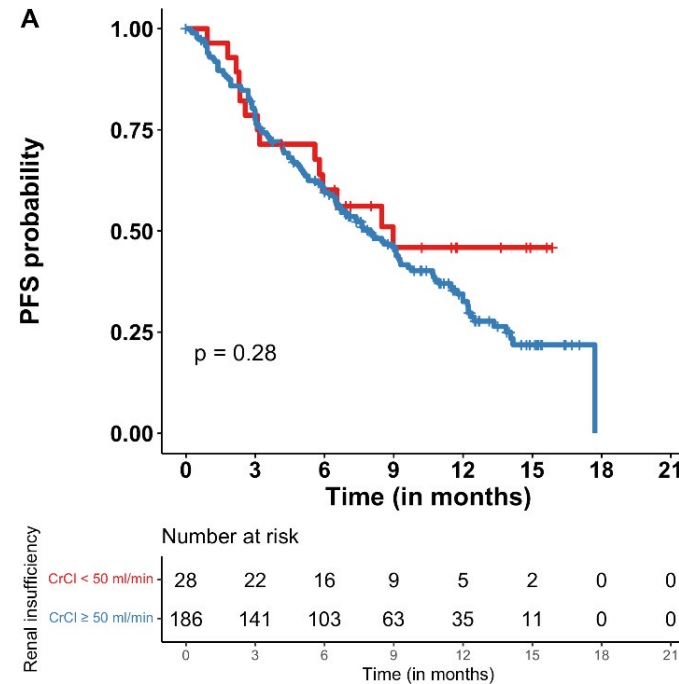 A
PFS probability
1.00
0.75
0.50
0.25
0.00
p = 0.28
0 3 6 9 12 15 18 21
Time (in months)
Number at risk
Renal insufficiency
CrCl < 50 ml/min 28 22 16 9 5 2 0 0
CrCl ≥ 50 ml/min 186 141 103 63 35 11 0 0
0 3 6 9 12 15 18 21
Time (in months)